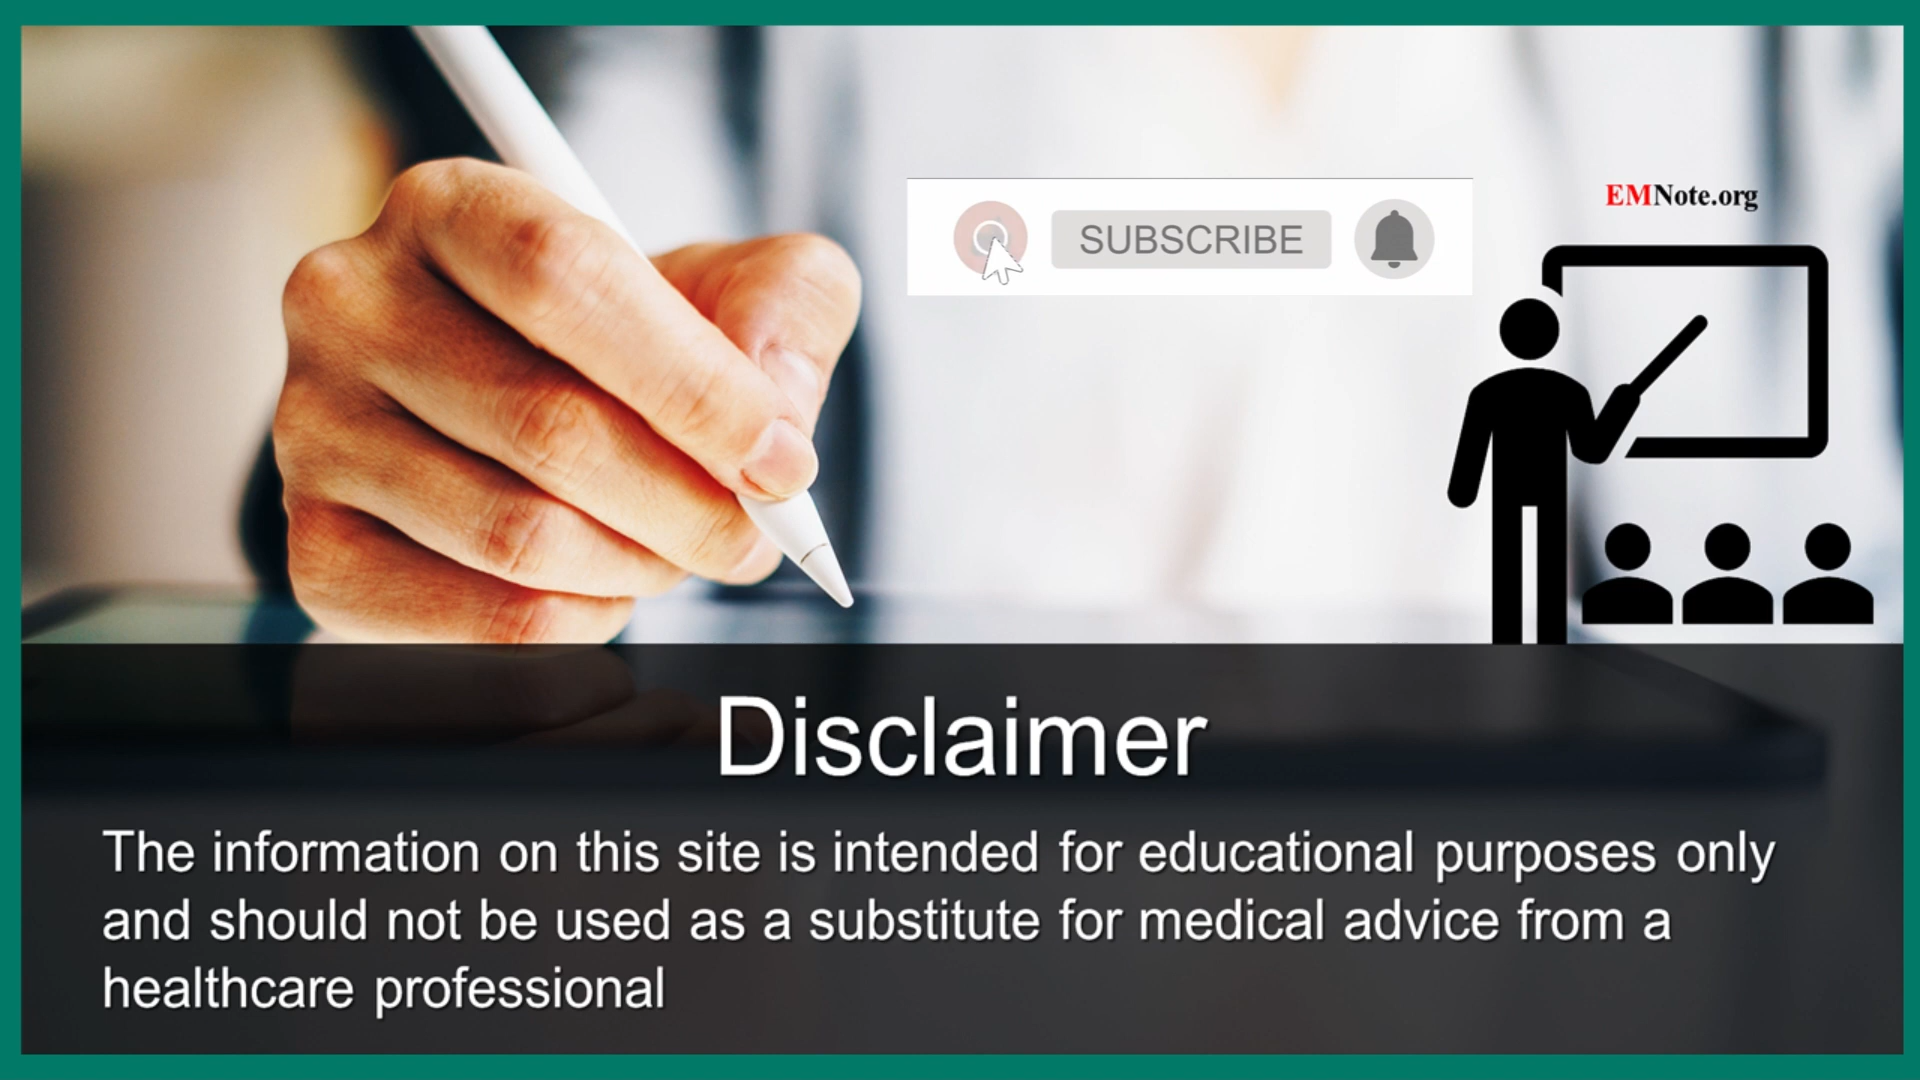 EMNote.org
SUBSCRIBE
Disclaimer
The information on this site is intended for educational purposes only
and should not be used as a substitute for medical advice from a
healthcare professional